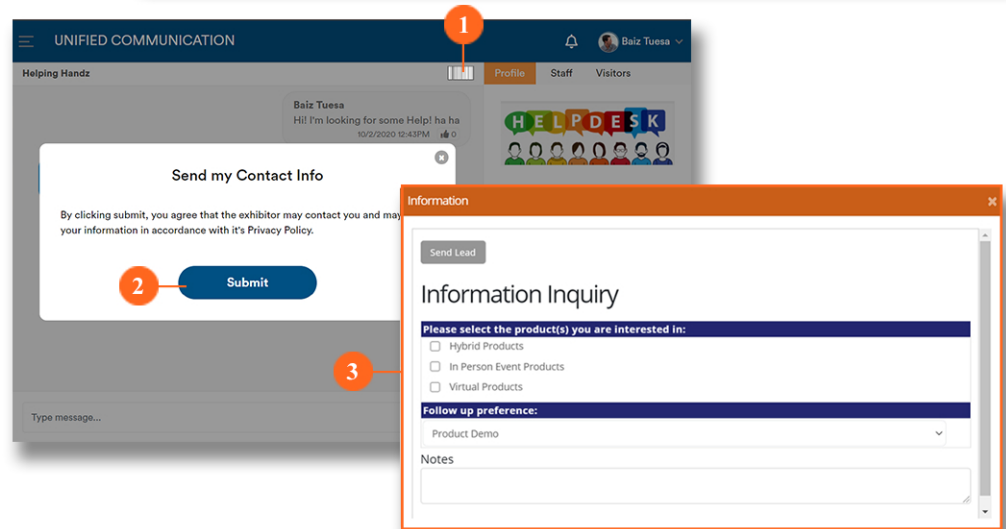 1
UNIFIED COMMUNICATION
Baiz Tuesa
Helping Handz
Profile
Staff
Visitors
Baiz Tuesa
Hi! I'm looking for some Help! ha ha
10/2/2020 12:43PM 0
HELPDESK
Send my Contact Info
By clicking submit, you agree that the exhibitor may contact you and may
your information in accordance with it's Privacy Policy.
2
Submit
Type message...
3
Information
Send Lead
Information Inquiry
Please select the product(s) you are interested in:
Hybrid Products
In Person Event Products
Virtual Products
Follow up preference:
Product Demo
Notes